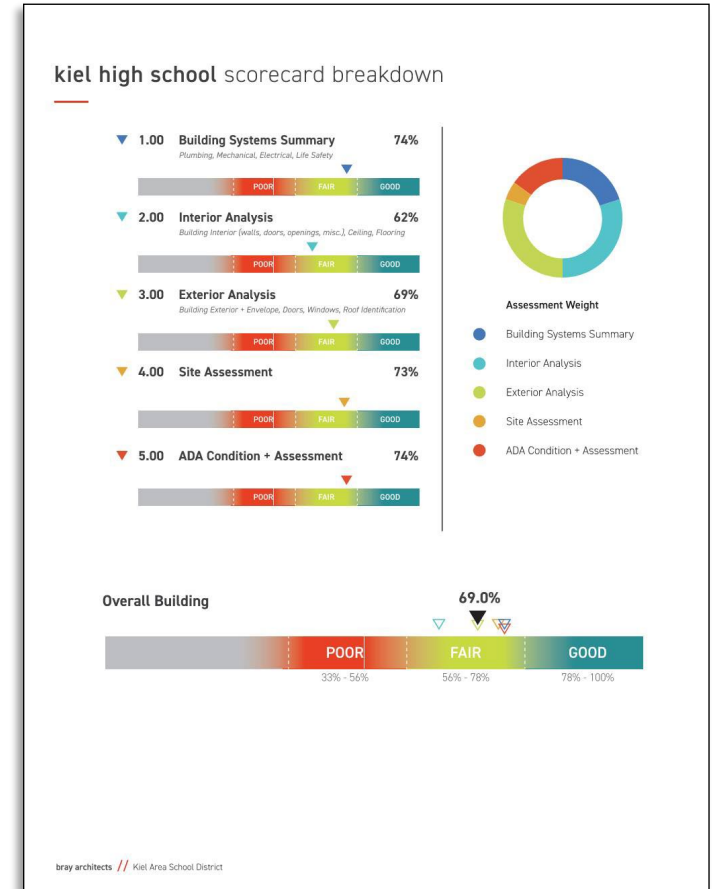 kiel high school scorecard breakdown
1.00 Building Systems Summary 74%
Plumbing, Mechanical, Electrical, Life Safety
POOR FAIR GOOD
2.00 Interior Analysis 62%
Building Interior (walls, doors, openings, misc.), Ceiling, Flooring
POOR FAIR GOOD
3.00 Exterior Analysis 69%
Building Exterior + Envelope, Doors, Windows, Roof Identification
POOR FAIR GOOD
4.00 Site Assessment 73%
POOR FAIR GOOD
5.00 ADA Condition + Assessment 74%
POOR FAIR GOOD
Assessment Weight
Building Systems Summary
Interior Analysis
Exterior Analysis
Site Assessment
ADA Condition + Assessment
Overall Building 69.0%
POOR FAIR GOOD
33% - 56% 56% - 78% 78% - 100%
bray architects // Kiel Area School District